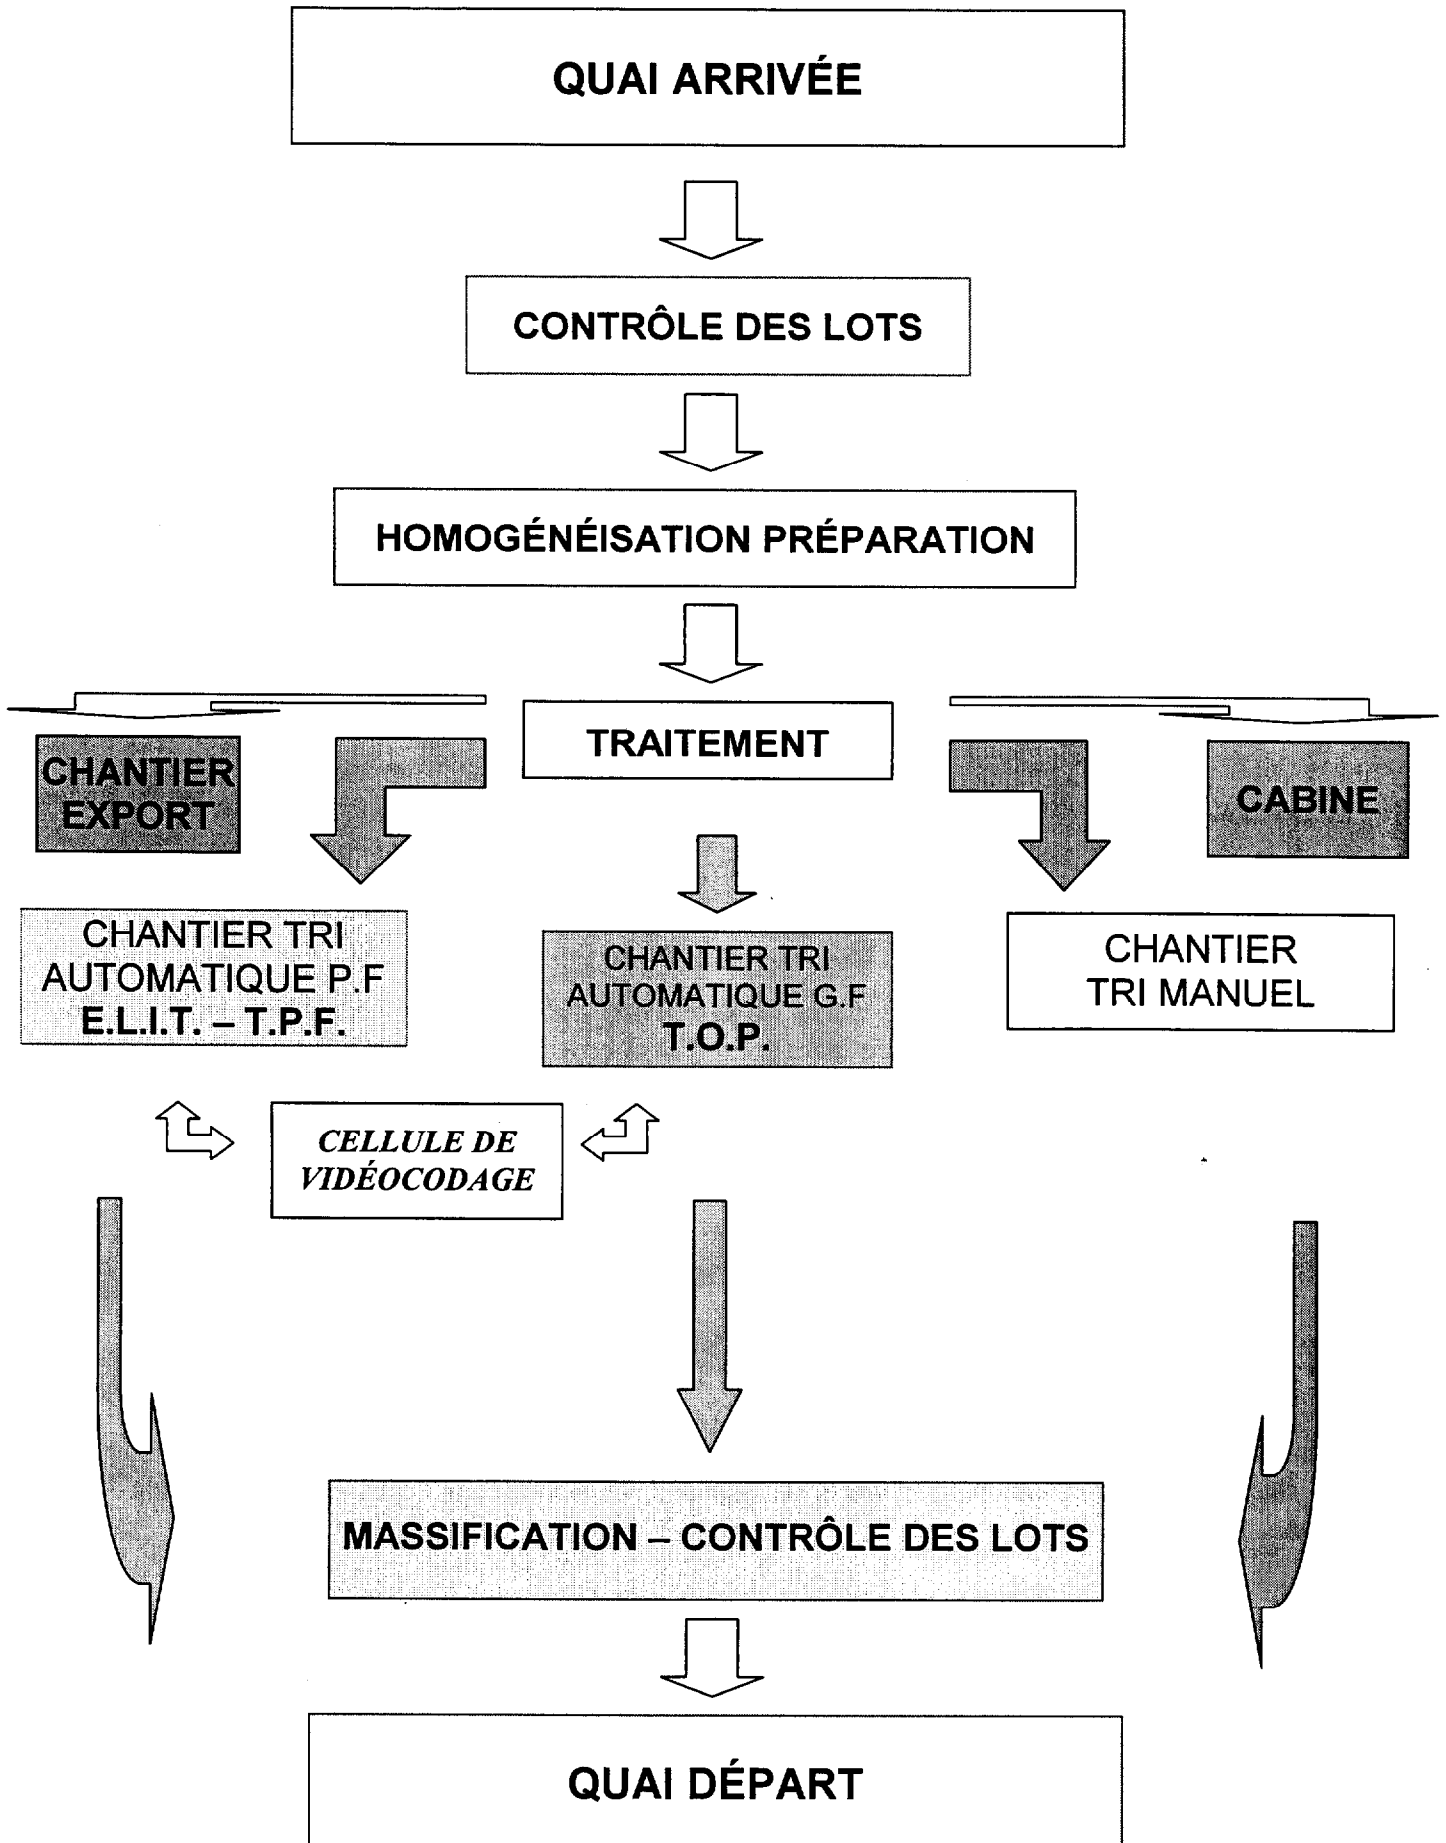 QUAI ARRIVÉE
CONTRÔLE DES LOTS
HOMOGÉNÉISATION PRÉPARATION
TRAITEMENT
CHANTIER
EXPORT
CABINE
CHANTIER TRI
AUTOMATIQUE P.F
E.L.I.T. – T.P.F.
CHANTIER TRI
AUTOMATIQUE G.F
T.O.P.
CHANTIER
TRI MANUEL
CELLULE DE
VIDÉOCODAGE
MASSIFICATION – CONTRÔLE DES LOTS
QUAI DÉPART